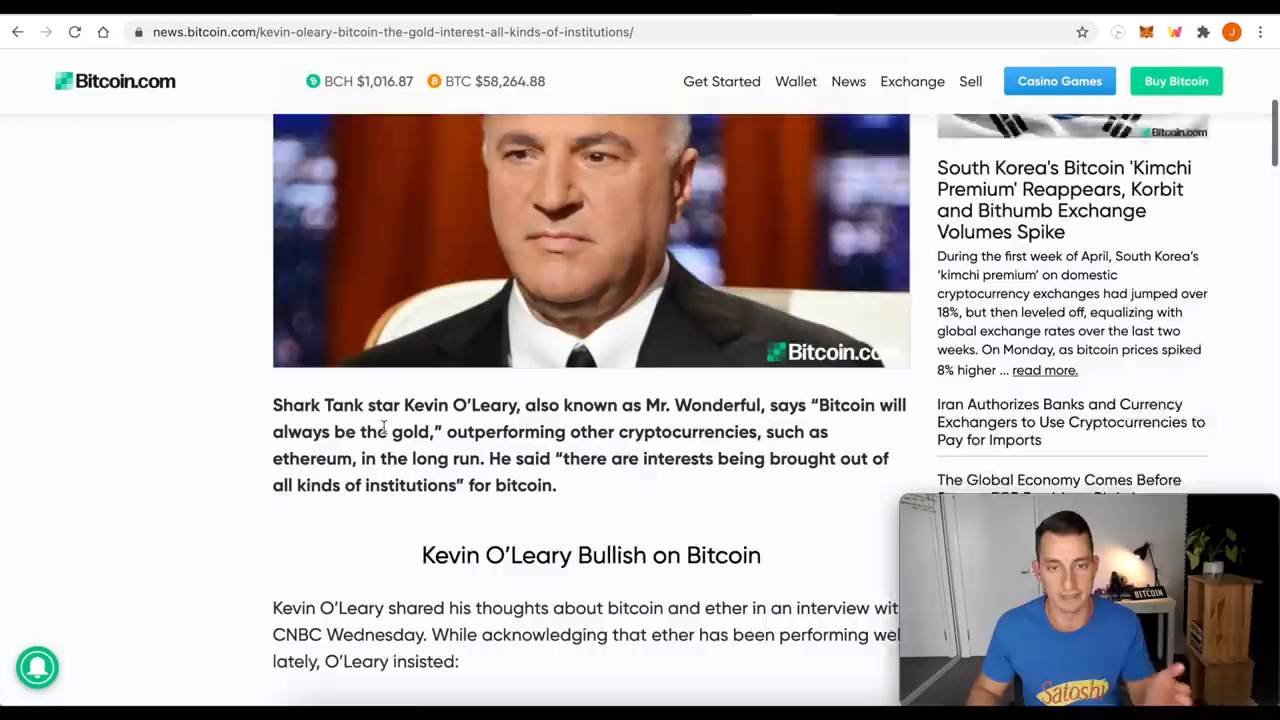 news.bitcoin.com/kevin-oleary-bitcoin-the-gold-interest-all-kinds-of-institutions/
J
Bitcoin.com
BCH $1,016.87
BTC $58,264.88
Get Started
Wallet
News
Exchange
Sell
Casino Games
Buy Bitcoin
Bitcoin.com
Shark Tank star Kevin O’Leary, also known as Mr. Wonderful, says “Bitcoin will
always be the gold,” outperforming other cryptocurrencies, such as
ethereum, in the long run. He said “there are interests being brought out of
all kinds of institutions” for bitcoin.
Kevin O’Leary Bullish on Bitcoin
Kevin O’Leary shared his thoughts about bitcoin and ether in an interview
CNBC Wednesday. While acknowledging that ether has been performing
lately, O’Leary insisted:
Bitcoin.com
South Korea's Bitcoin 'Kimchi
Premium' Reappears, Korbit
and Bithumb Exchange
Volumes Spike
During the first week of April, South Korea’s
‘kimchi premium’ on domestic
cryptocurrency exchanges had jumped over
18%, but then leveled off, equalizing with
global exchange rates over the last two
weeks. On Monday, as bitcoin prices spiked
8% higher ... read more.
Iran Authorizes Banks and Currency
Exchangers to Use Cryptocurrencies to
Pay for Imports
The Global Economy Comes Before
BITCOIN
Satoshi